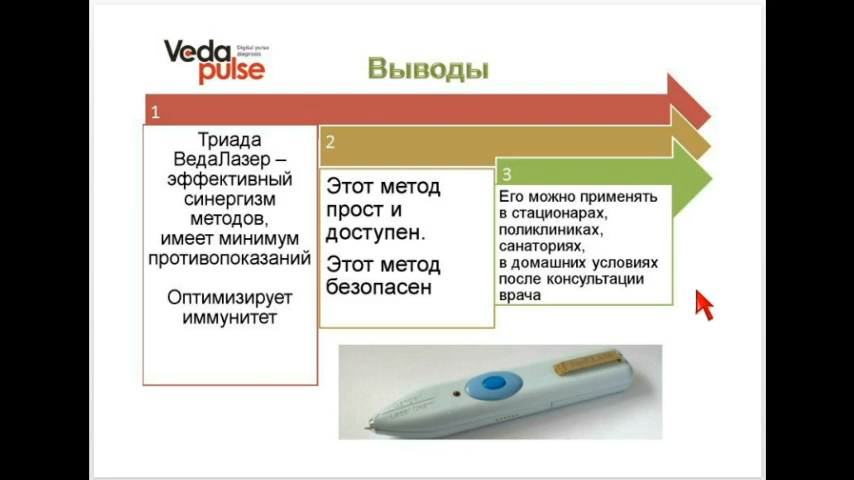 Veda
pulse
Digital pulse
diagnosis
Выводы
1
Триада
ВедаЛазер –
эффективный
синергизм
методов,
имеет минимум
противопоказаний
Оптимизирует
иммунитет
2
Этот метод
прост и
доступен.
Этот метод
безопасен
3
Его можно применять
в стационарах,
поликлиниках,
санаториях,
в домашних условиях
после консультации
врача